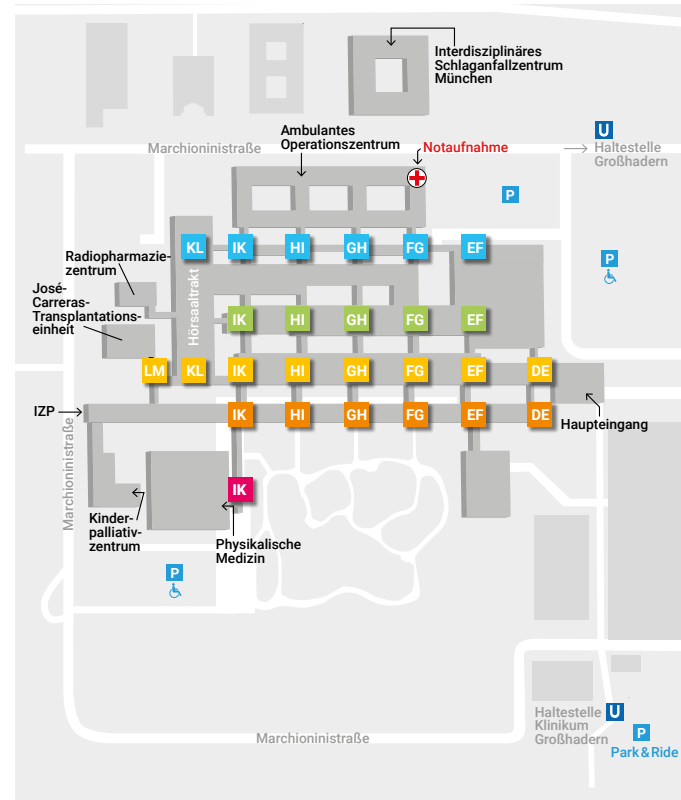 Interdisziplinäres
Schlaganfallzentrum
München
Ambulantes
Operationszentrum
Marchioninistraße
Notaufnahme
U
Haltestelle
Großhadern
P
KL IK HI GH FG EF
P
Radiopharmazie-
zentrum
José-
Carreras-
Transplantations-
einheit
Hörsaaltrakt
IK HI GH FG EF
LM KL IK HI GH FG EF DE
IZP
IK HI GH FG EF DE
Haupteingang
Marchioninistraße
IK
Kinder-
palliativ-
zentrum
Physikalische
Medizin
P
Haltestelle
Klinikum
Großhadern
U
P
Park & Ride
Marchioninistraße